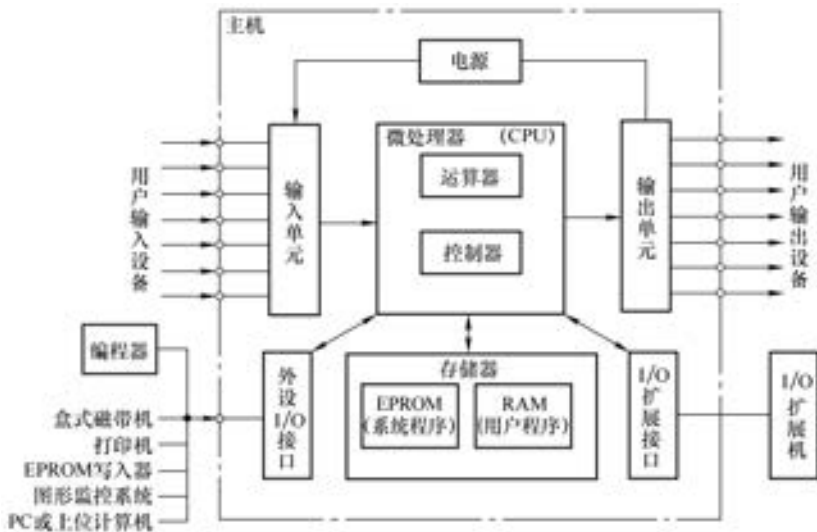 主机
电源
微处理器 (CPU)
运算器
控制器
用户输入设备
输入单元
输出单元
用户输出设备
编程器
盒式磁带机
打印机
EPROM写入器
图形监控系统
PC或上位计算机
外设I/O接口
存储器
EPROM
(系统程序)
RAM
(用户程序)
I/O扩展接口
I/O扩展机